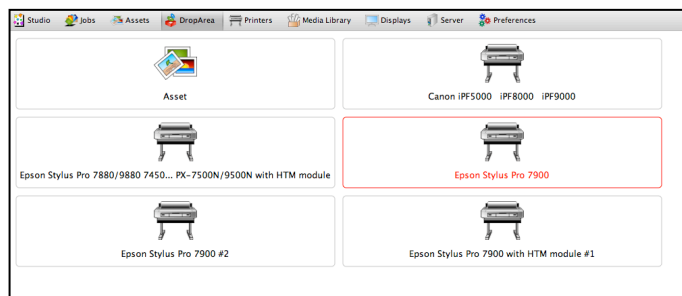 Studio Jobs Assets DropArea Printers Media Library Displays Server Preferences
Asset
Canon iPF5000 iPF8000 iPF9000
Epson Stylus Pro 7880/9880 7450... PX-7500N/9500N with HTM module
Epson Stylus Pro 7900
Epson Stylus Pro 7900 #2
Epson Stylus Pro 7900 with HTM module #1